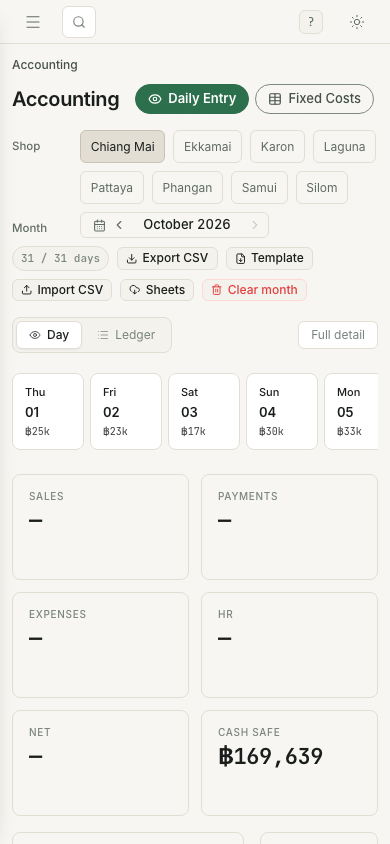 ?
Accounting
Accounting
Daily Entry
Fixed Costs
Shop
Chiang Mai
Ekkamai
Karon
Laguna
Pattaya
Phangan
Samui
Silom
Month
October 2026
31 / 31 days
Export CSV
Template
Import CSV
Sheets
Clear month
Day
Ledger
Full detail
Thu
Fri
Sat
Sun
Mon
01
02
03
04
05
฿25k
฿23k
฿17k
฿30k
฿33k
SALES
PAYMENTS
—
—
EXPENSES
HR
—
—
NET
CASH SAFE
—
฿169,639